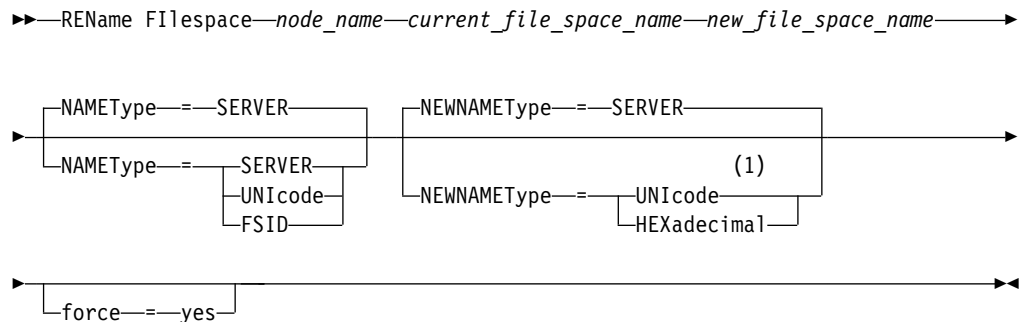 REName FIlespace node_name current_file_space_name new_file_space_name
NAMEType = SERVER NEWNAMEType = SERVER
NAMEType = SERVER (1)
UNIcode NEWNAMEType = UNIcode
FSID HEXadecimal
force = yes